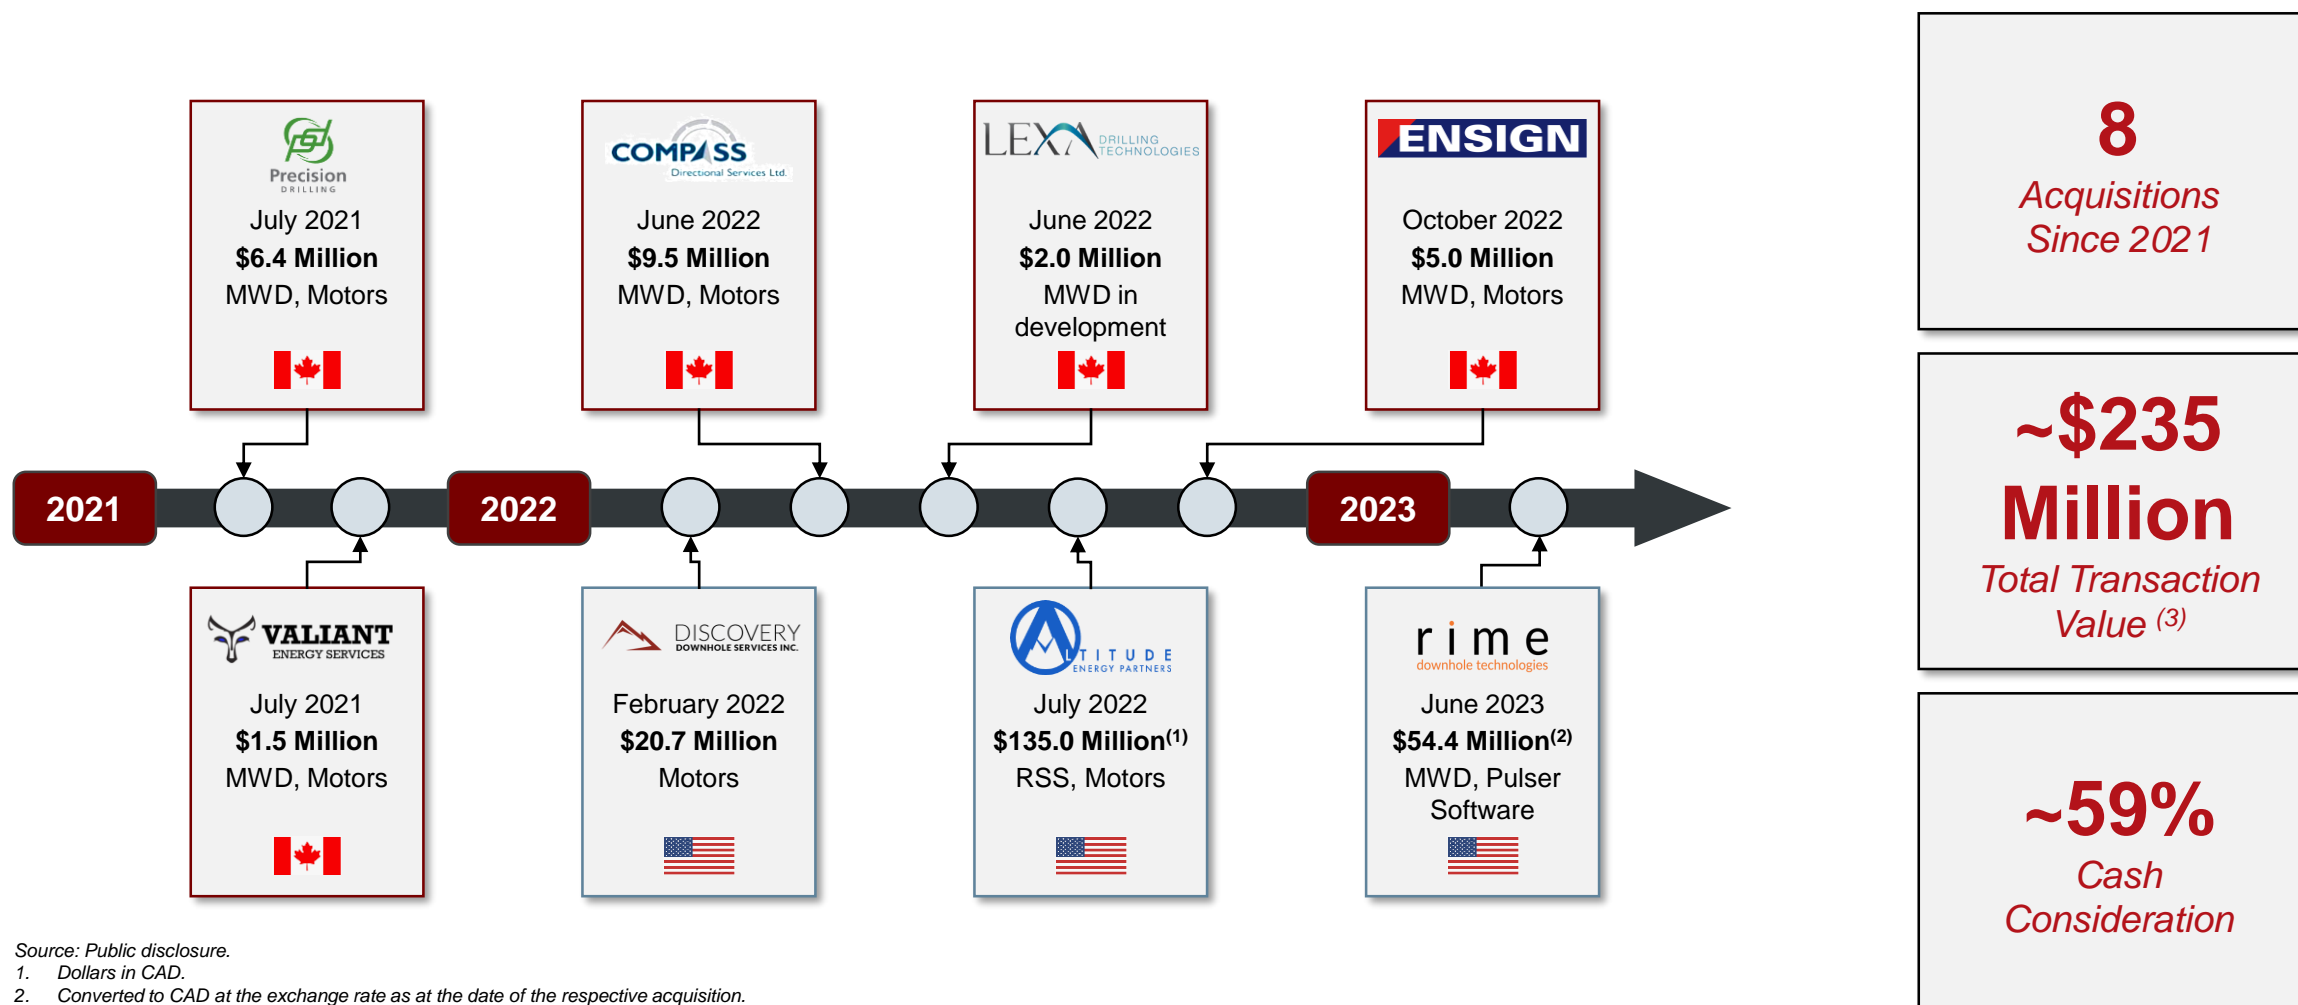 Precision
DRILLING
July 2021
$6.4 Million
MWD, Motors
COMPASS
Directional Services Ltd.
June 2022
$9.5 Million
MWD, Motors
LEXA DRILLING
TECHNOLOGIES
June 2022
$2.0 Million
MWD in
development
ENSIGN
October 2022
$5.0 Million
MWD, Motors
2021
2022
2023
VALIANT
ENERGY SERVICES
July 2021
$1.5 Million
MWD, Motors
DISCOVERY
DOWNHOLE SERVICES INC.
February 2022
$20.7 Million
Motors
ALTITUDE
ENERGY PARTNERS
July 2022
$135.0 Million(1)
RSS, Motors
rime
downhole technologies
June 2023
$54.4 Million(2)
MWD, Pulser
Software
8
Acquisitions
Since 2021
~$235
Million
Total Transaction
Value (3)
~59%
Cash
Consideration
Source: Public disclosure.
1. Dollars in CAD.
2. Converted to CAD at the exchange rate as at the date of the respective acquisition.